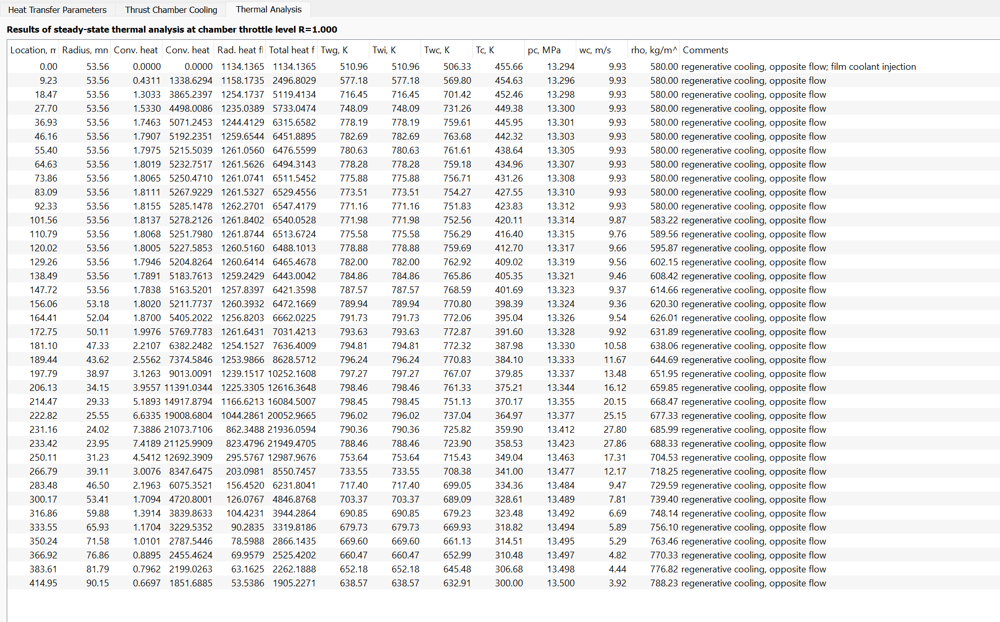 Heat Transfer Parameters Thrust Chamber Cooling Thermal Analysis
Results of steady-state thermal analysis at chamber throttle level R=1.000
Location, m Radius, mn Conv. heat Conv. heat Rad. heat fl Total heat f Twg, K Twi, K Twc, K Tc, K pc, MPa wc, m/s rho, kg/m^ Comments
0.00 53.56 0.0000 0.0000 1134.1365 1134.1365 510.96 510.96 506.33 455.66 13.294 9.93 580.00 regenerative cooling, opposite flow; film coolant injection
9.23 53.56 0.4311 1338.6294 1158.1735 2496.8029 577.18 577.18 569.80 454.63 13.296 9.93 580.00 regenerative cooling, opposite flow
18.47 53.56 1.3033 3865.2397 1254.1737 5119.4134 716.45 716.45 701.42 452.46 13.298 9.93 580.00 regenerative cooling, opposite flow
27.70 53.56 1.5330 4498.0086 1235.0389 5733.0474 748.09 748.09 731.26 449.38 13.300 9.93 580.00 regenerative cooling, opposite flow
36.93 53.56 1.7463 5071.2453 1244.4129 6315.6582 778.19 778.19 759.61 445.95 13.301 9.93 580.00 regenerative cooling, opposite flow
46.16 53.56 1.7907 5192.2351 1259.6544 6451.8895 782.69 782.69 763.68 442.32 13.303 9.93 580.00 regenerative cooling, opposite flow
55.40 53.56 1.7975 5215.5039 1261.0560 6476.5599 780.63 780.63 761.61 438.64 13.305 9.93 580.00 regenerative cooling, opposite flow
64.63 53.56 1.8019 5232.7517 1261.5626 6494.3143 778.28 778.28 759.18 434.96 13.307 9.93 580.00 regenerative cooling, opposite flow
73.86 53.56 1.8065 5250.4710 1261.0741 6511.5452 775.88 775.88 756.71 431.26 13.308 9.93 580.00 regenerative cooling, opposite flow
83.09 53.56 1.8111 5267.9229 1261.5327 6529.4556 773.51 773.51 754.27 427.55 13.310 9.93 580.00 regenerative cooling, opposite flow
92.33 53.56 1.8155 5285.1478 1262.2701 6547.4179 771.16 771.16 751.83 423.83 13.312 9.93 580.00 regenerative cooling, opposite flow
101.56 53.56 1.8137 5278.2126 1261.8402 6540.0528 771.98 771.98 752.56 420.11 13.314 9.87 583.22 regenerative cooling, opposite flow
110.79 53.56 1.8068 5251.7980 1261.8744 6513.6724 775.58 775.58 756.29 416.40 13.315 9.76 589.56 regenerative cooling, opposite flow
120.02 53.56 1.8005 5227.5853 1260.5160 6488.1013 778.88 778.88 759.69 412.70 13.317 9.66 595.87 regenerative cooling, opposite flow
129.26 53.56 1.7946 5204.8264 1260.6414 6465.4678 782.00 782.00 762.92 409.02 13.319 9.56 602.15 regenerative cooling, opposite flow
138.49 53.56 1.7891 5183.7613 1259.2429 6443.0042 784.86 784.86 765.86 405.35 13.321 9.46 608.42 regenerative cooling, opposite flow
147.72 53.56 1.7838 5163.5201 1257.8397 6421.3598 787.57 787.57 768.59 401.69 13.323 9.37 614.66 regenerative cooling, opposite flow
156.06 53.18 1.8020 5211.7737 1260.3932 6472.1669 789.94 789.94 770.80 398.39 13.324 9.36 620.30 regenerative cooling, opposite flow
164.41 52.04 1.8700 5405.2022 1256.8203 6662.0225 791.73 791.73 772.06 395.04 13.326 9.54 626.01 regenerative cooling, opposite flow
172.75 50.11 1.9976 5769.7783 1261.6431 7031.4213 793.63 793.63 772.87 391.60 13.328 9.92 631.89 regenerative cooling, opposite flow
181.10 47.33 2.2107 6382.2482 1254.1527 7636.4009 794.81 794.81 772.32 387.98 13.330 10.58 638.06 regenerative cooling, opposite flow
189.44 43.62 2.5562 7374.5846 1253.9866 8628.5712 796.24 796.24 770.83 384.10 13.333 11.67 644.69 regenerative cooling, opposite flow
197.79 38.97 3.1263 9013.0091 1239.1517 10252.1608 797.27 797.27 767.07 379.85 13.337 13.48 651.95 regenerative cooling, opposite flow
206.13 34.15 3.9557 11391.0344 1225.3305 12616.3648 798.46 798.46 761.33 375.21 13.344 16.12 659.85 regenerative cooling, opposite flow
214.47 29.33 5.1893 14917.8794 1166.6213 16084.5007 798.45 798.45 751.13 370.17 13.355 20.15 668.47 regenerative cooling, opposite flow
222.82 25.55 6.6335 19008.6804 1044.2861 20052.9665 796.02 796.02 737.04 364.97 13.377 25.15 677.33 regenerative cooling, opposite flow
231.16 24.02 7.3886 21073.7106 862.3488 21936.0594 790.36 790.36 725.82 359.90 13.412 27.80 685.99 regenerative cooling, opposite flow
233.42 23.95 7.4189 21125.9909 823.4796 21949.4705 788.46 788.46 723.90 358.53 13.423 27.86 688.33 regenerative cooling, opposite flow
250.11 31.23 4.5412 12692.3909 295.5767 12987.9676 753.64 753.64 715.43 349.04 13.463 17.31 704.53 regenerative cooling, opposite flow
266.79 39.11 3.0076 8347.6475 203.0981 8550.7457 733.55 733.55 708.38 341.00 13.477 12.17 718.25 regenerative cooling, opposite flow
283.48 46.50 2.1963 6075.3521 156.4520 6231.8041 717.40 717.40 699.05 334.36 13.484 9.47 729.59 regenerative cooling, opposite flow
300.17 53.41 1.7094 4720.8001 126.0767 4846.8768 703.37 703.37 689.09 328.61 13.489 7.81 739.40 regenerative cooling, opposite flow
316.86 59.88 1.3914 3839.8633 104.4231 3944.2864 690.85 690.85 679.23 323.48 13.492 6.69 748.14 regenerative cooling, opposite flow
333.55 65.93 1.1704 3229.5352 90.2835 3319.8186 679.73 679.73 669.93 318.82 13.494 5.89 756.10 regenerative cooling, opposite flow
350.24 71.58 1.0101 2787.5446 78.5988 2866.1435 669.60 669.60 661.13 314.51 13.495 5.29 763.46 regenerative cooling, opposite flow
366.92 76.86 0.8895 2455.4624 69.9579 2525.4202 660.47 660.47 652.99 310.48 13.497 4.82 770.33 regenerative cooling, opposite flow
383.61 81.79 0.7962 2199.0263 63.1625 2262.1888 652.18 652.18 645.48 306.68 13.498 4.44 776.82 regenerative cooling, opposite flow
414.95 90.15 0.6697 1851.6885 53.5386 1905.2271 638.57 638.57 632.91 300.00 13.500 3.92 788.23 regenerative cooling, opposite flow